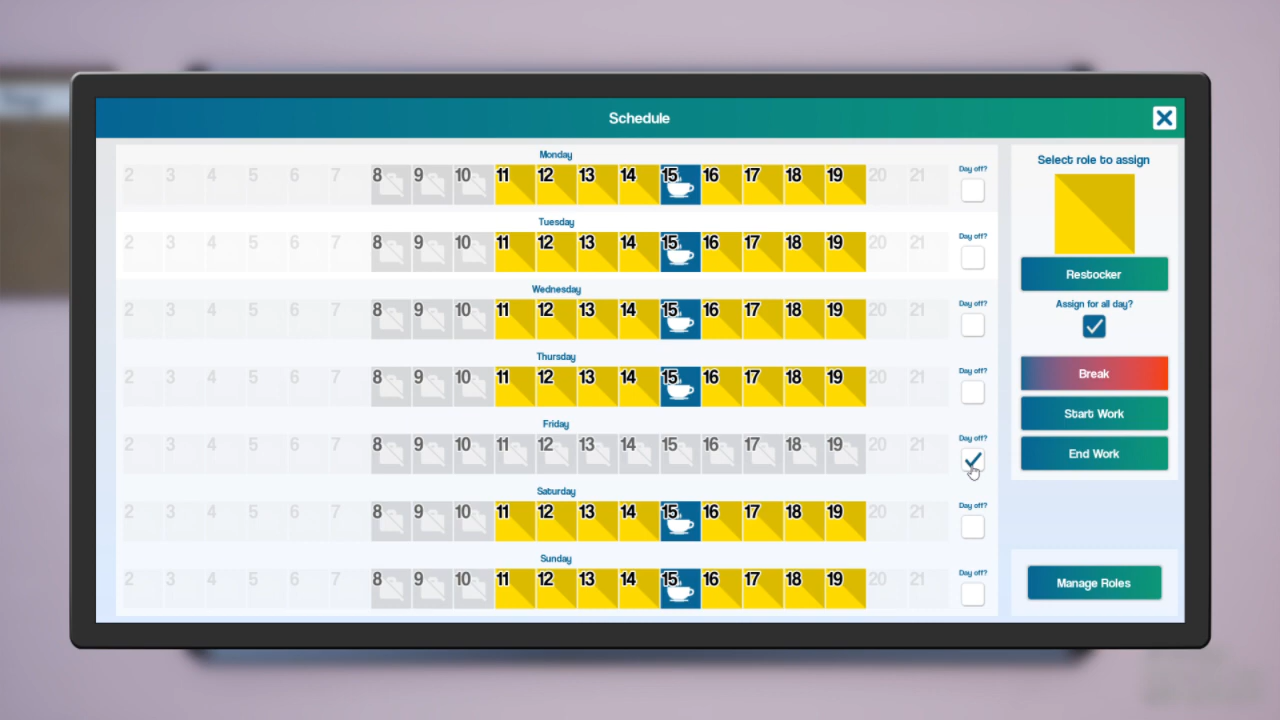 Schedule
Monday
2 3 4 5 6 7 8 9 10 11 12 13 14 15 16 17 18 19 20 21
Day off?
Tuesday
2 3 4 5 6 7 8 9 10 11 12 13 14 15 16 17 18 19 20 21
Day off?
Wednesday
2 3 4 5 6 7 8 9 10 11 12 13 14 15 16 17 18 19 20 21
Day off?
Thursday
2 3 4 5 6 7 8 9 10 11 12 13 14 15 16 17 18 19 20 21
Day off?
Friday
2 3 4 5 6 7 8 9 10 11 12 13 14 15 16 17 18 19 20 21
Day off?
Saturday
2 3 4 5 6 7 8 9 10 11 12 13 14 15 16 17 18 19 20 21
Day off?
Sunday
2 3 4 5 6 7 8 9 10 11 12 13 14 15 16 17 18 19 20 21
Day off?
Select role to assign
Restocker
Assign for all day?
Break
Start Work
End Work
Manage Roles